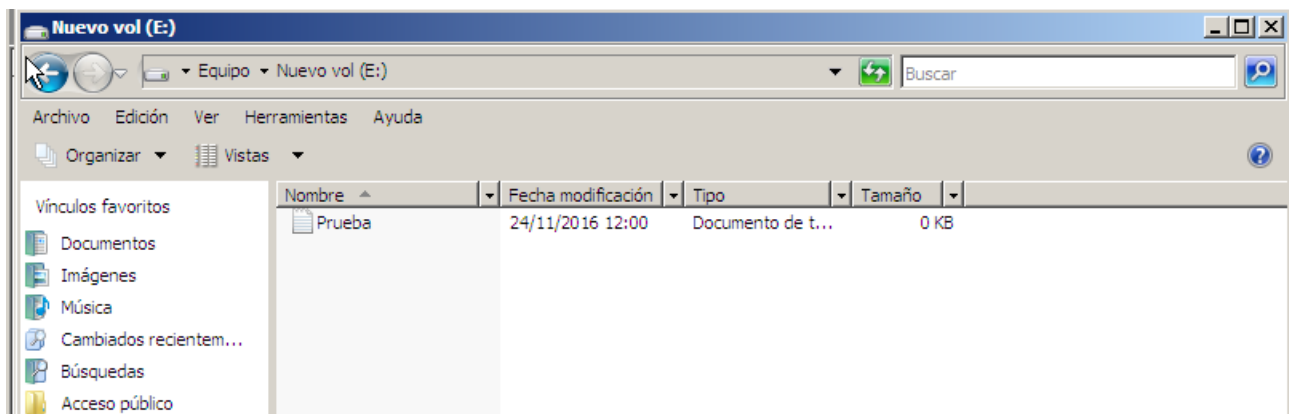 Nuevo vol (E:)
Equipo Nuevo vol (E:) Buscar
Archivo Edición Ver Herramientas Ayuda
Organizar Vistas
Vínculos favoritos
Documentos
Imágenes
Música
Cambiados recientem...
Búsquedas
Acceso público
Nombre Fecha modificación Tipo Tamaño
Prueba 24/11/2016 12:00 Documento de t... 0 KB